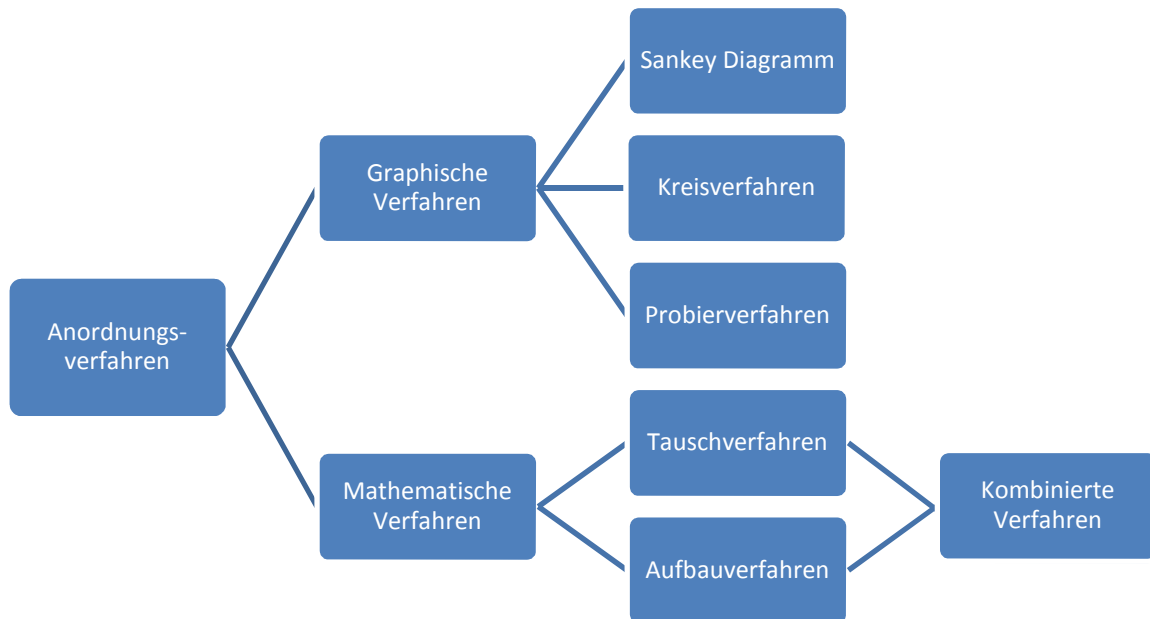 Sankey Diagramm
Graphische
Verfahren
Kreisverfahren
Probierverfahren
Anordnungs-
verfahren
Tauschverfahren
Mathematische
Verfahren
Kombinierte
Verfahren
Aufbauverfahren